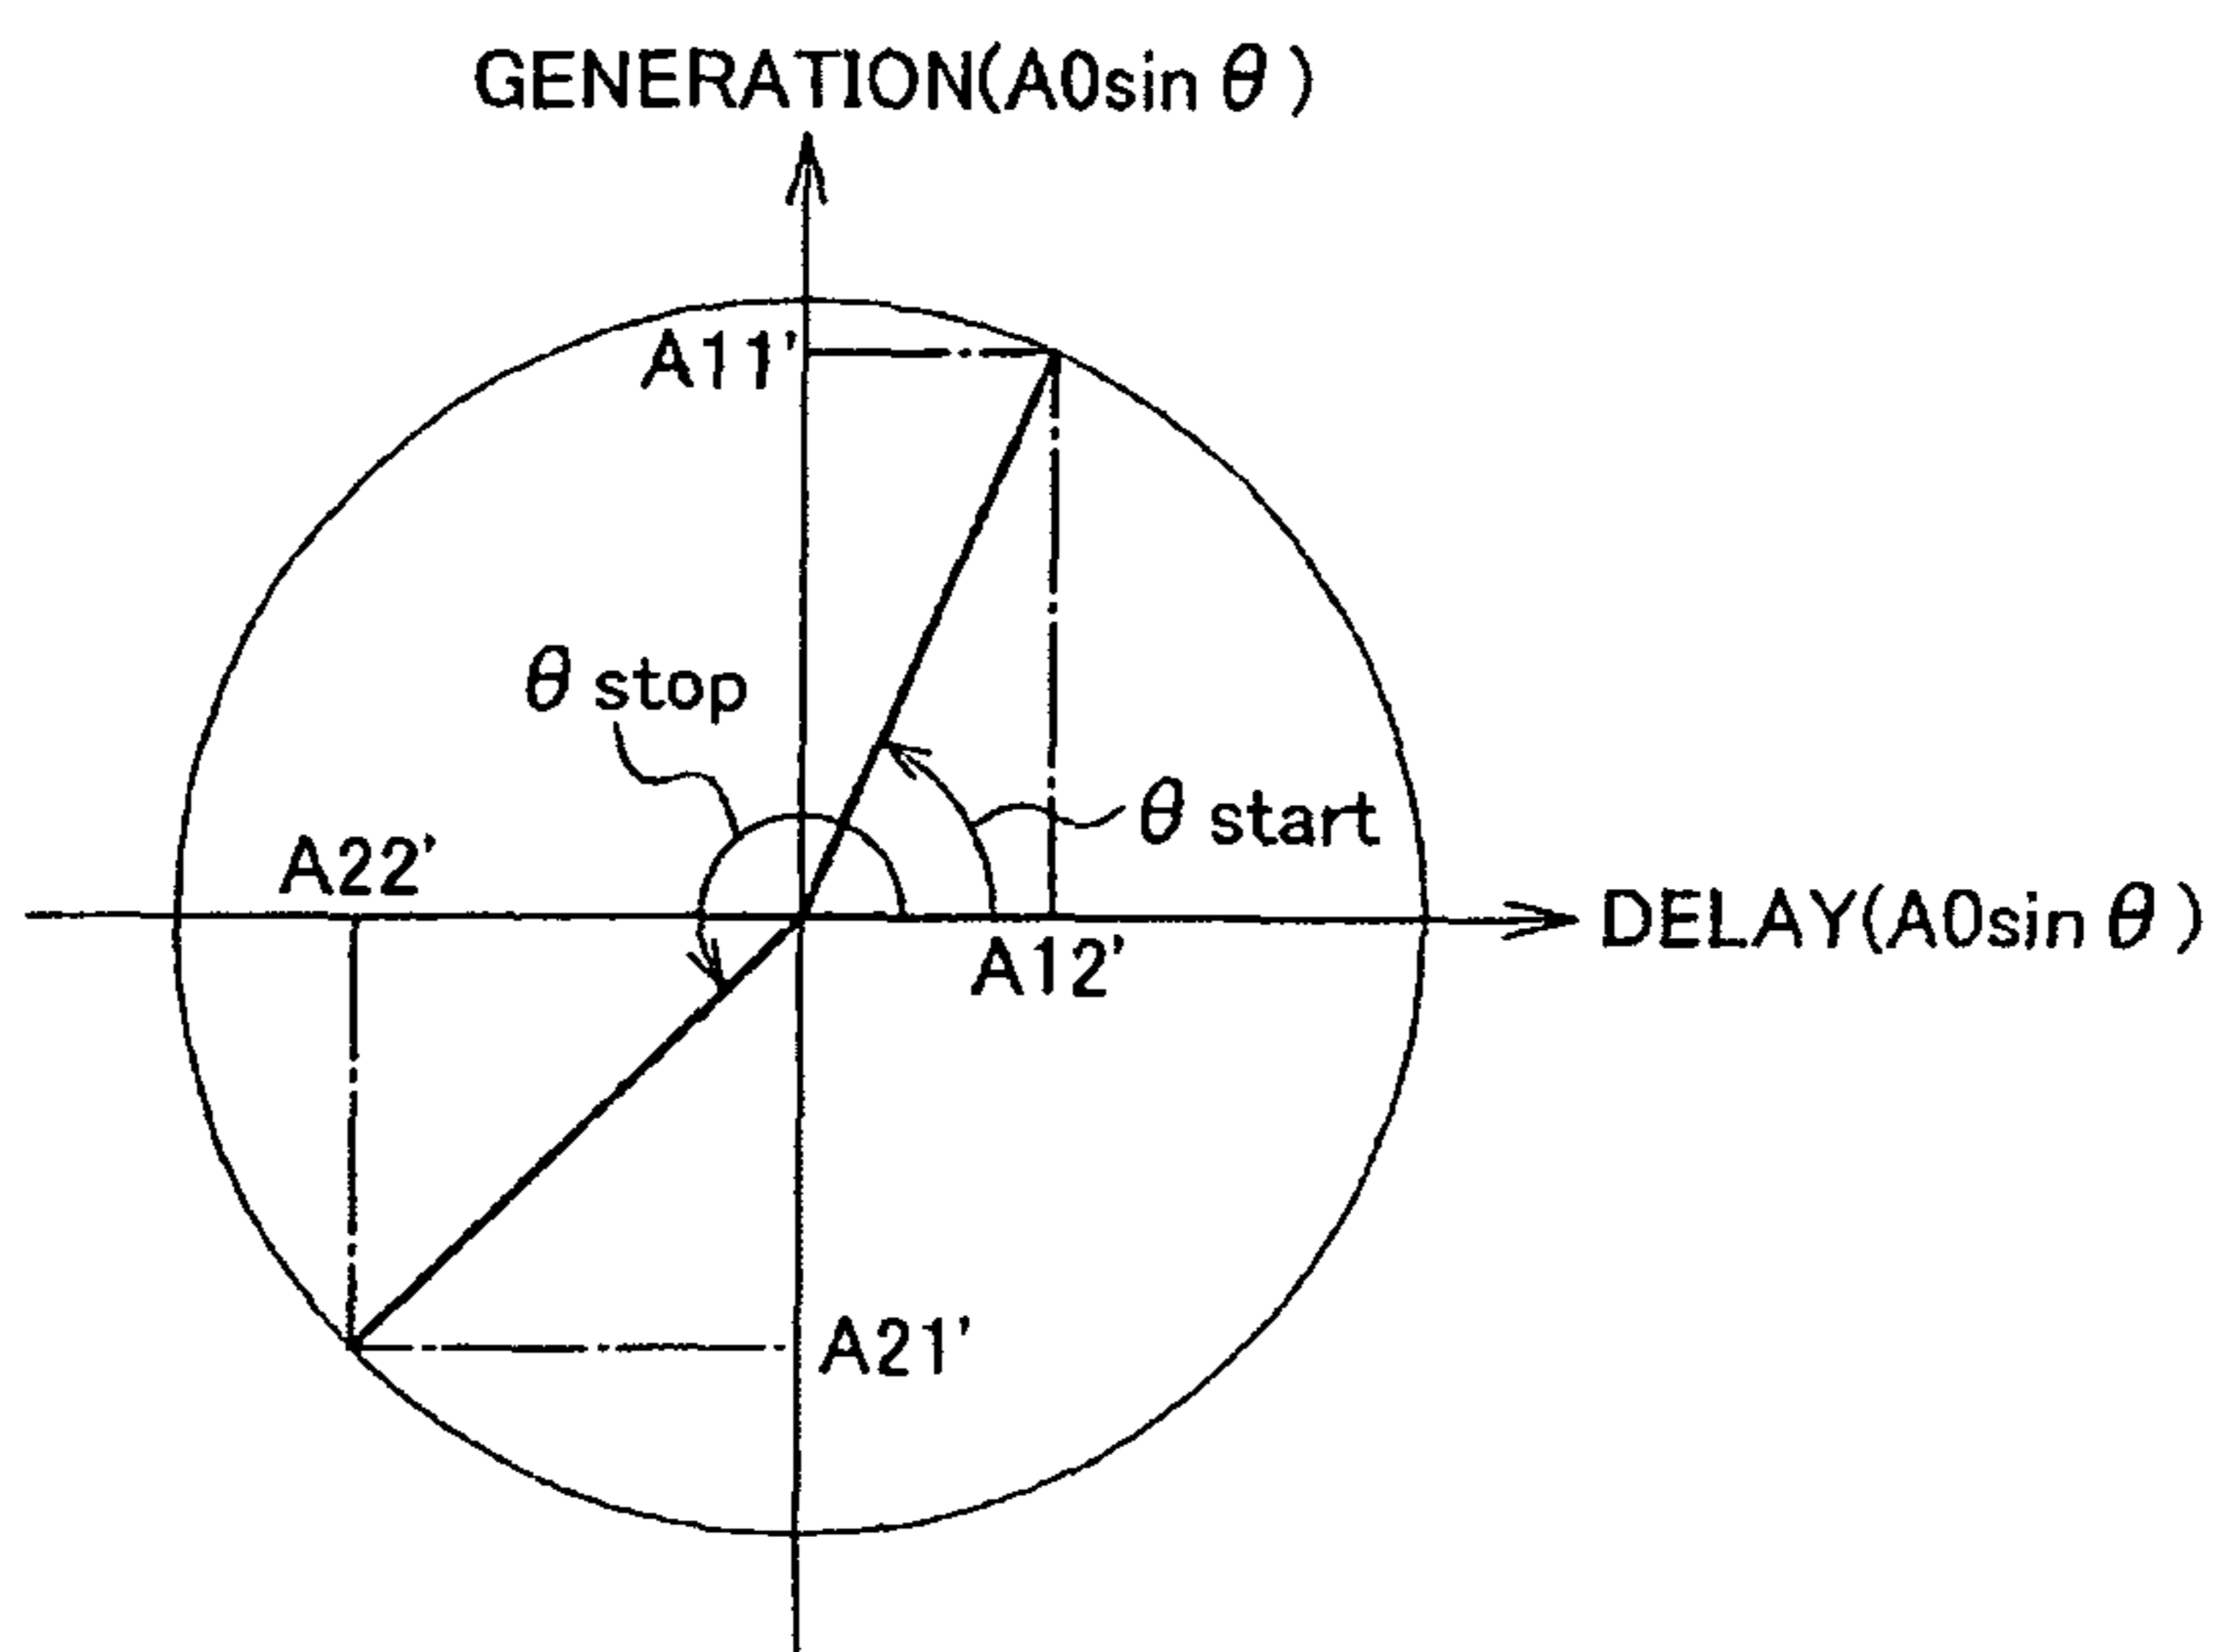 GENERATION(A0sin θ)
A11'
θ stop
θ start
A22'
DELAY(A0sin θ)
A12'
A21'